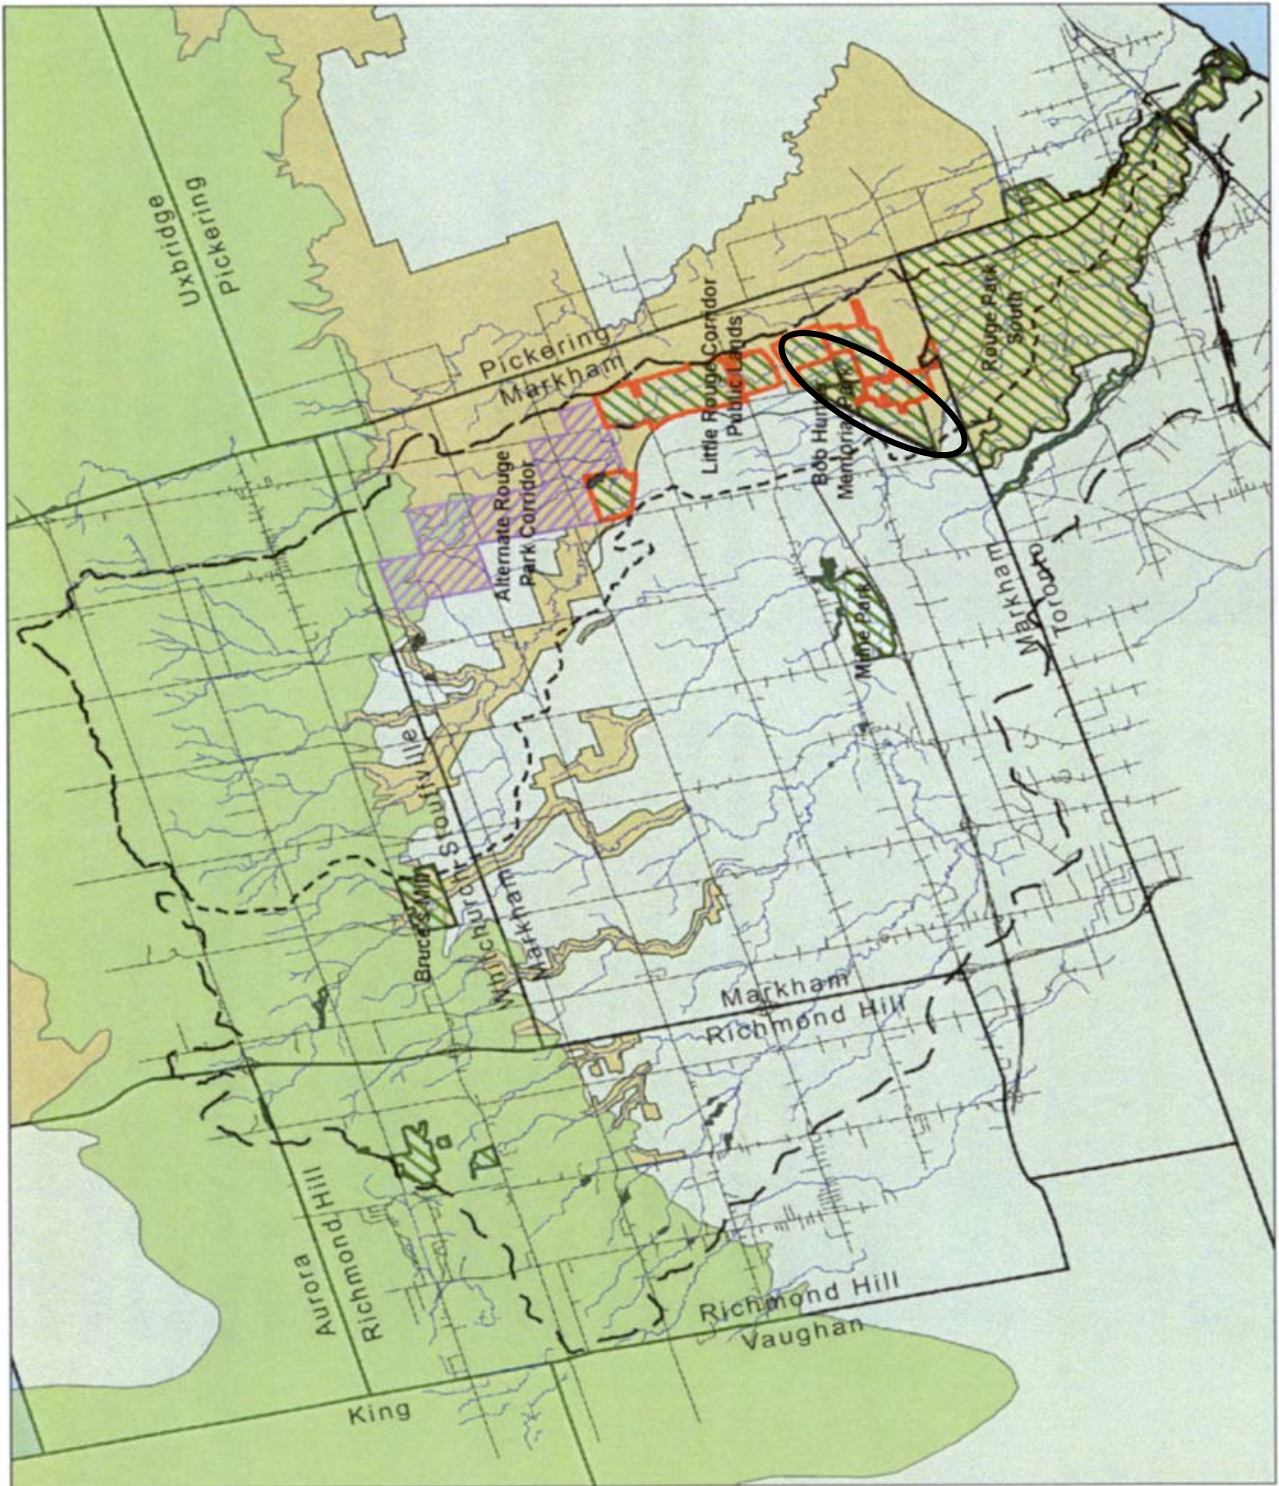 Uxbridge
Pickering
Pickering
Markham
Little Rouge Corridor
Public Lands
Rouge Park
South
Bob Hunt
Memorial Park
Alternate Rouge
Park Corridor
Milne Park
Markham
Toronto
Bruce's Mill
Whitchurch Stouffville
Markham
Markham
Richmond Hill
Aurora
Richmond Hill
Richmond Hill
Vaughan
King